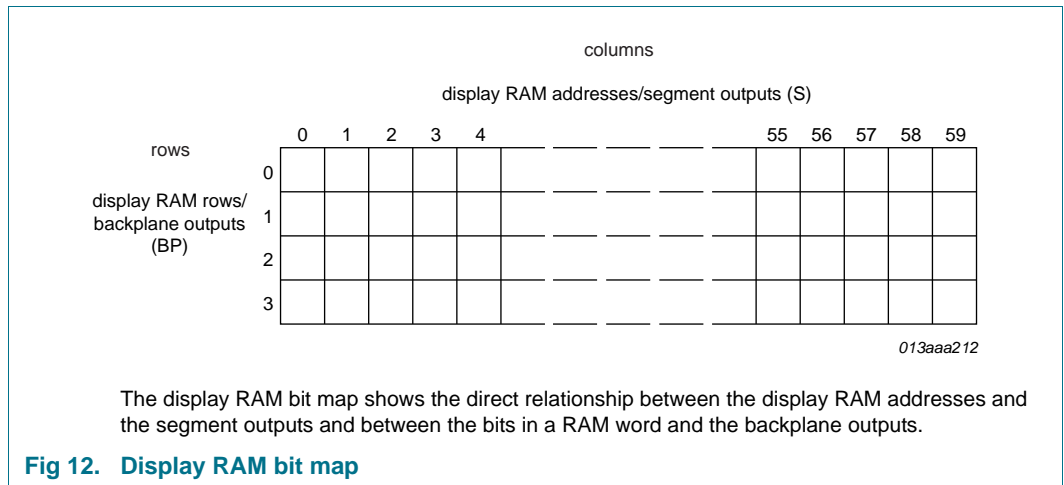 columns
display RAM addresses/segment outputs (S)
0 1 2 3 4 55 56 57 58 59
rows
0
display RAM rows/
backplane outputs
(BP)
1
2
3
013aaa212
The display RAM bit map shows the direct relationship between the display RAM addresses and
the segment outputs and between the bits in a RAM word and the backplane outputs.
Fig 12. Display RAM bit map